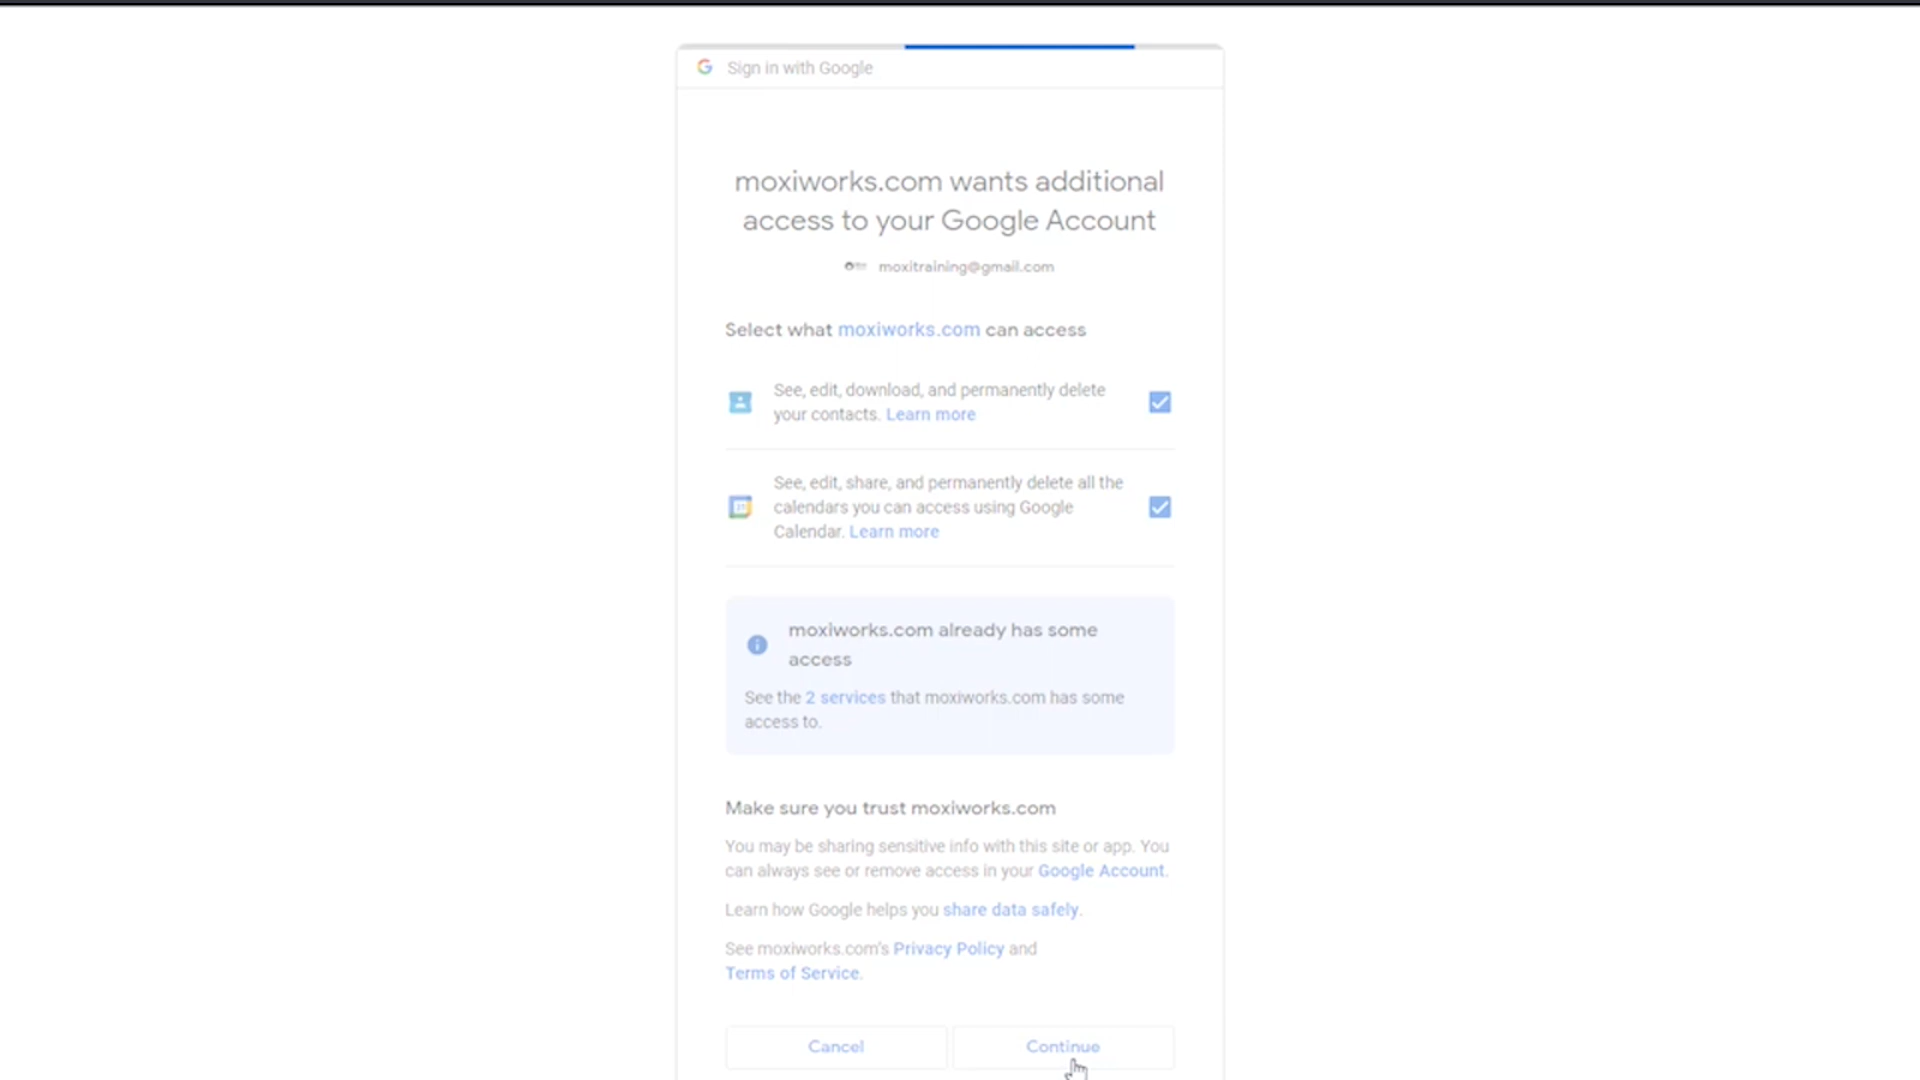 Sign in with Google
moxiworks.com wants additional
access to your Google Account
moxitraining@gmail.com
Select what moxiworks.com can access
See, edit, download, and permanently delete
your contacts. Learn more
See, edit, share, and permanently delete all the
calendars you can access using Google
Calendar. Learn more
moxiworks.com already has some
access
See the 2 services that moxiworks.com has some
access to.
Make sure you trust moxiworks.com
You may be sharing sensitive info with this site or app. You
can always see or remove access in your Google Account.
Learn how Google helps you share data safely.
See moxiworks.com's Privacy Policy and
Terms of Service.
Cancel Continue